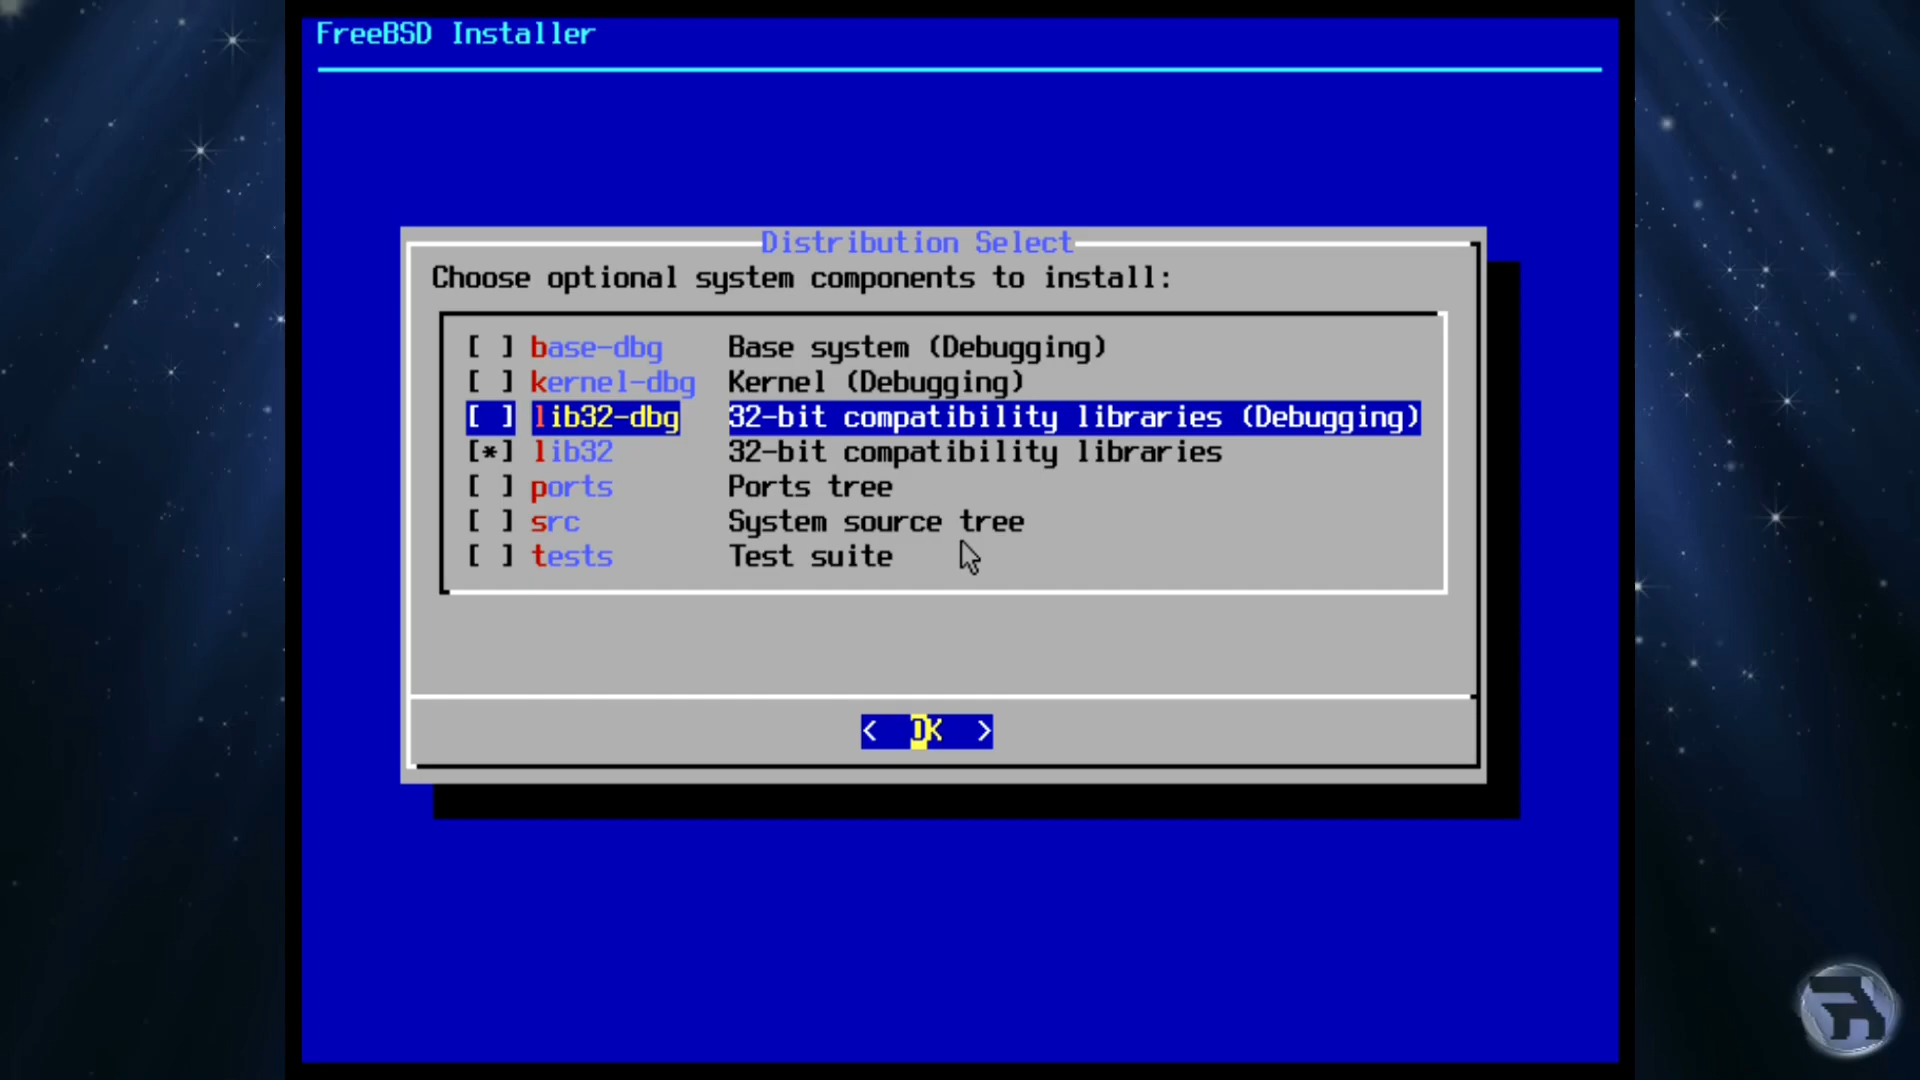 FreeBSD Installer
Distribution Select
Choose optional system components to install:
[ ] base-dbg Base system (Debugging)
[ ] kernel-dbg Kernel (Debugging)
[ ] lib32-dbg 32-bit compatibility libraries (Debugging)
[*] lib32 32-bit compatibility libraries
[ ] ports Ports tree
[ ] src System source tree
[ ] tests Test suite
< OK >